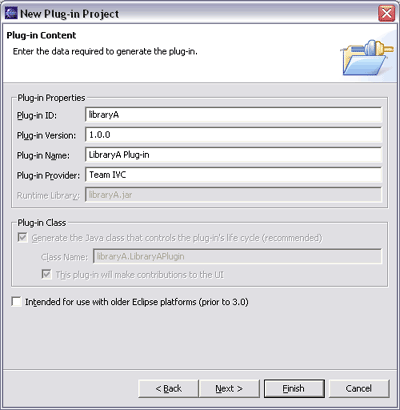 New Plug-in Project
Plug-in Content
Enter the data required to generate the plug-in.
Plug-in Properties
Plug-in ID: libraryA
Plug-in Version: 1.0.0
Plug-in Name: LibraryA Plug-in
Plug-in Provider: Team IVC
Runtime Library: libraryA.jar
Plug-in Class
Generate the Java class that controls the plug-in's life cycle (recommended)
Class Name: libraryA.LibraryAPlugin
This plug-in will make contributions to the UI
Intended for use with older Eclipse platforms (prior to 3.0)
< Back Next > Finish Cancel